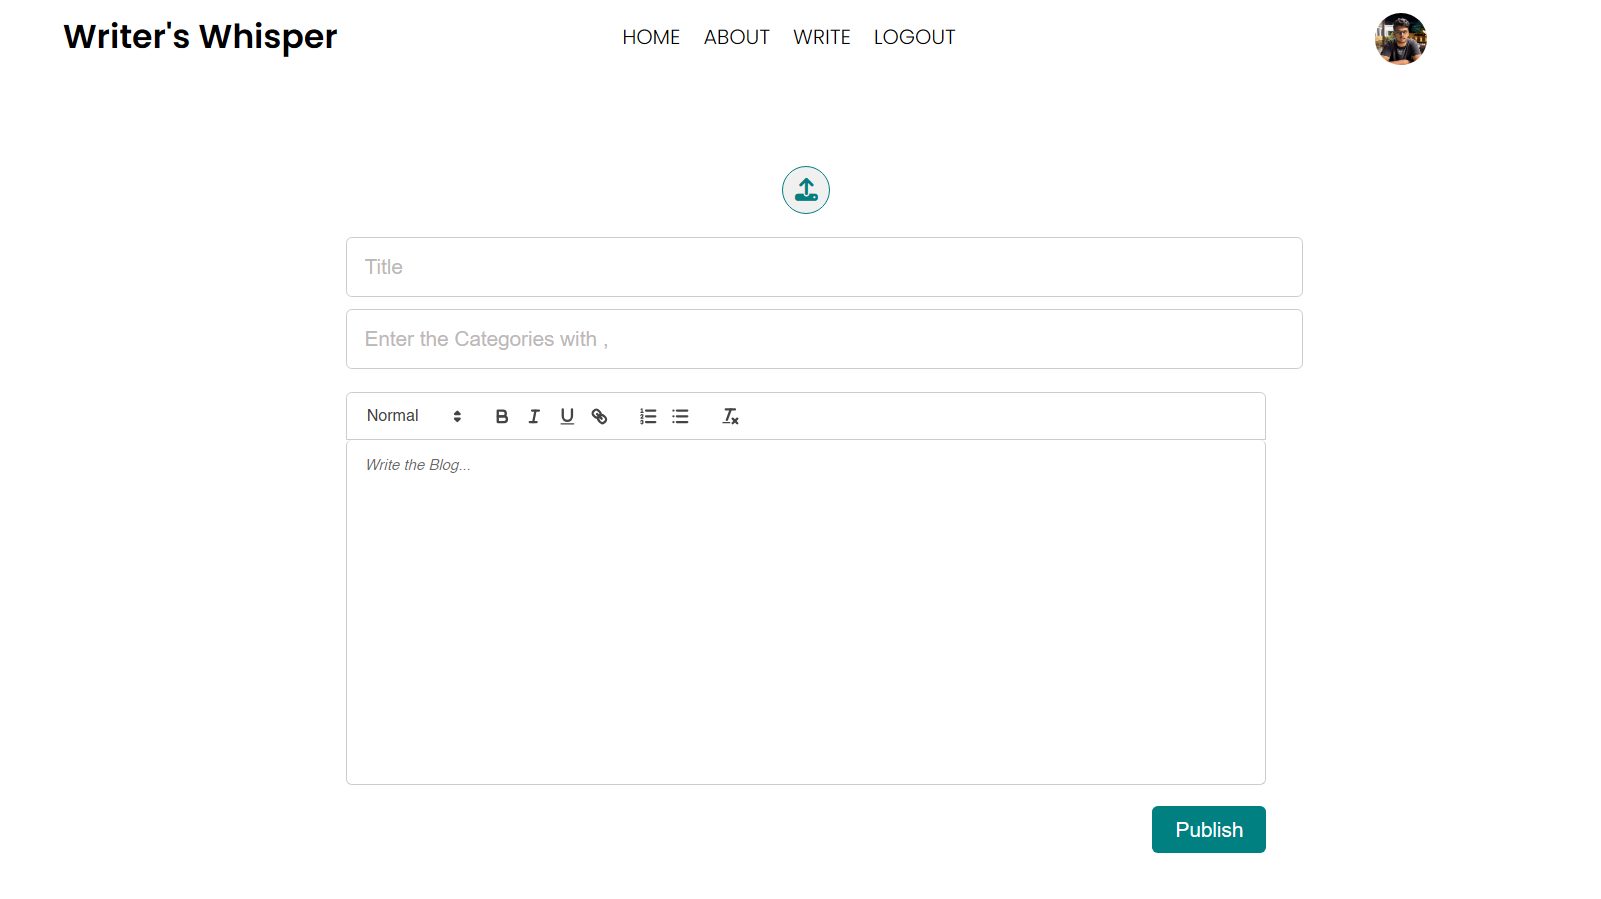 Writer's Whisper
HOME ABOUT WRITE LOGOUT
Title
Enter the Categories with ,
Normal
Write the Blog...
Publish